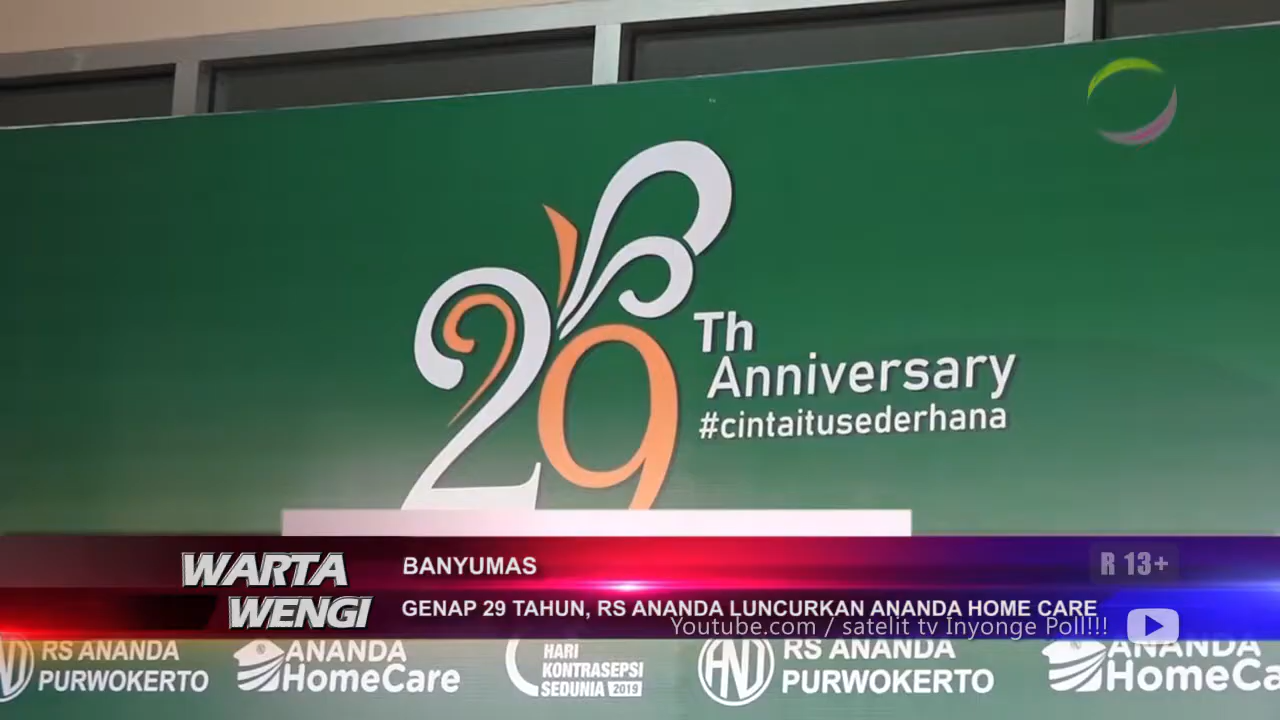 29
Th
Anniversary
#cintaitusederhana
WARTA
WENGI
BANYUMAS
R 13+
GENAP 29 TAHUN, RS ANANDA LUNCURKAN ANANDA HOME CARE
Youtube.com / satelit tv Inyonge Poll!!!
RS ANANDA
PURWOKERTO
ANANDA
HomeCare
HARI
KONTRASEPSI
SEDUNIA 2019
RS ANANDA
PURWOKERTO
ANANDA
HomeCa